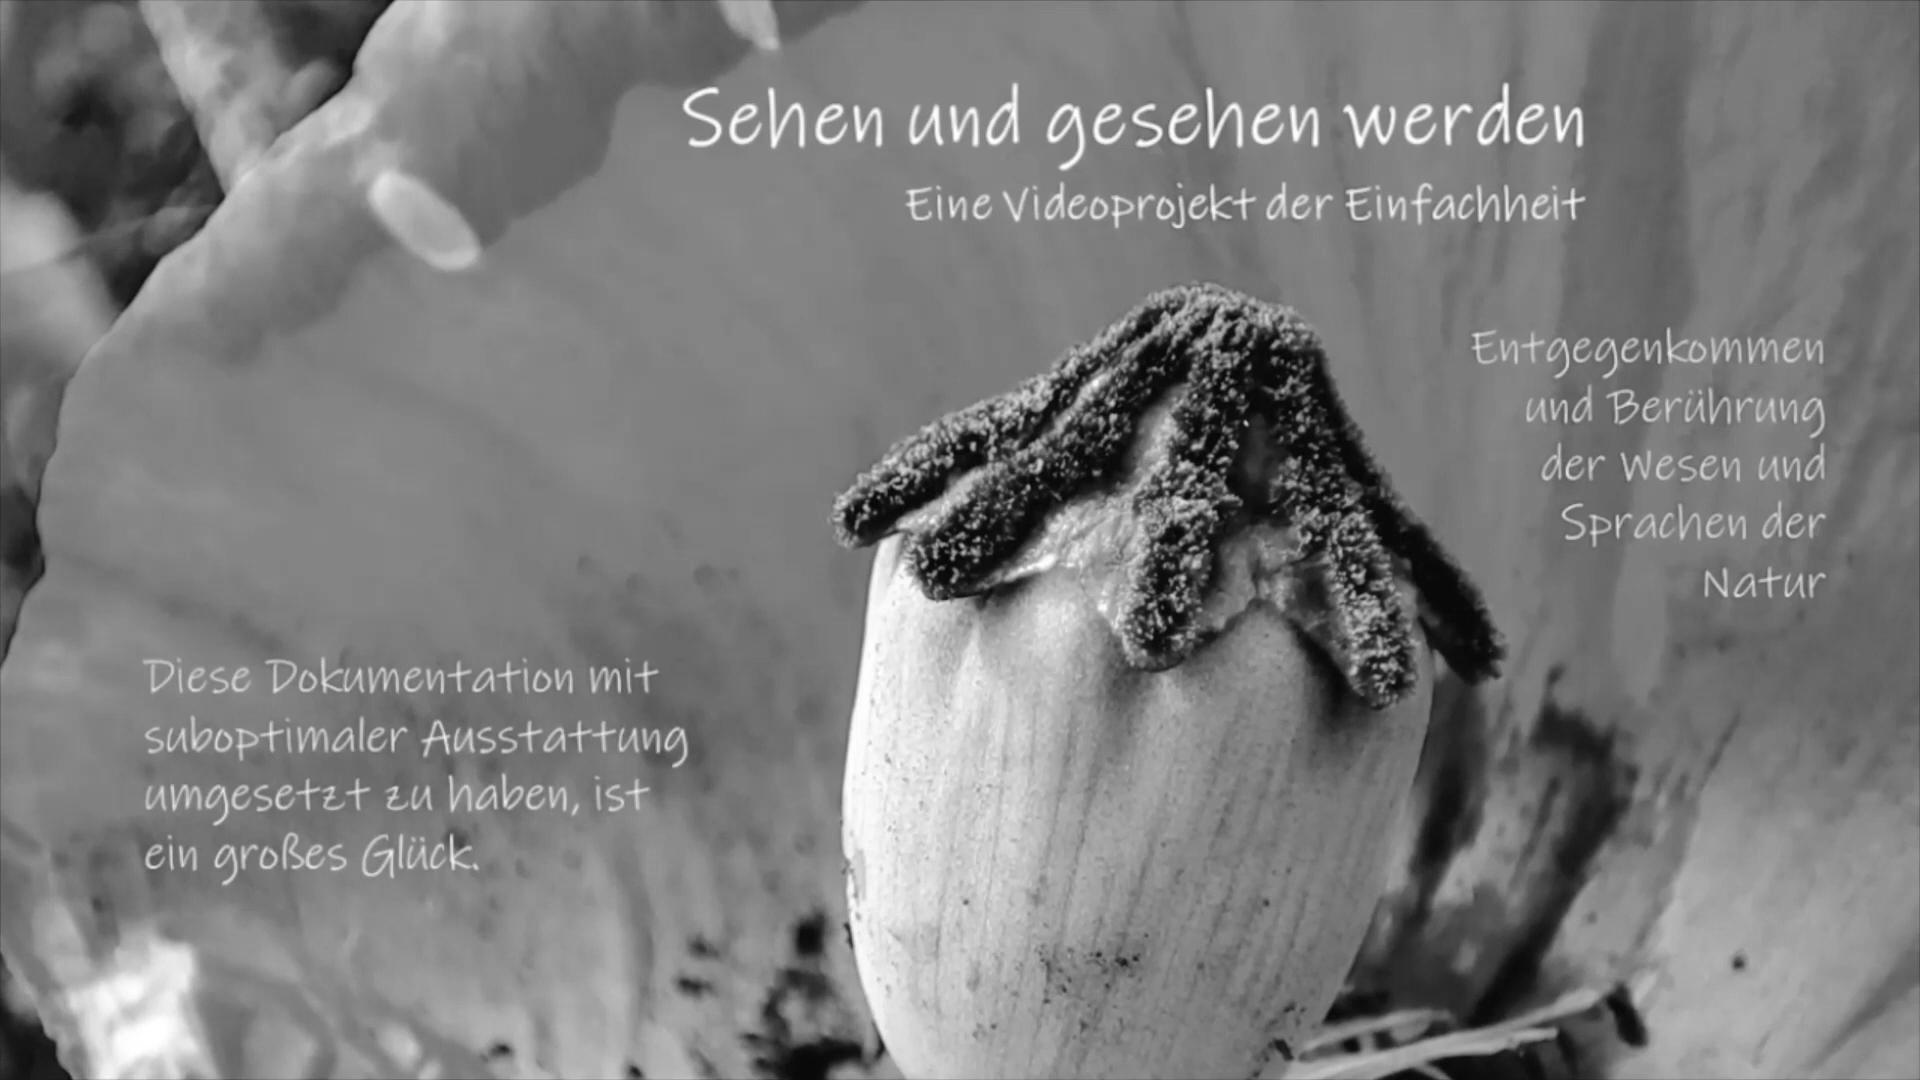 Sehen und gesehen werden
Eine Videoprojekt der Einfachheit
Entgegenkommen
und Berührung
der Wesen und
Sprachen der
Natur
Diese Dokumentation mit
suboptimaler Ausstattung
umgesetzt zu haben, ist
ein großes Glück.